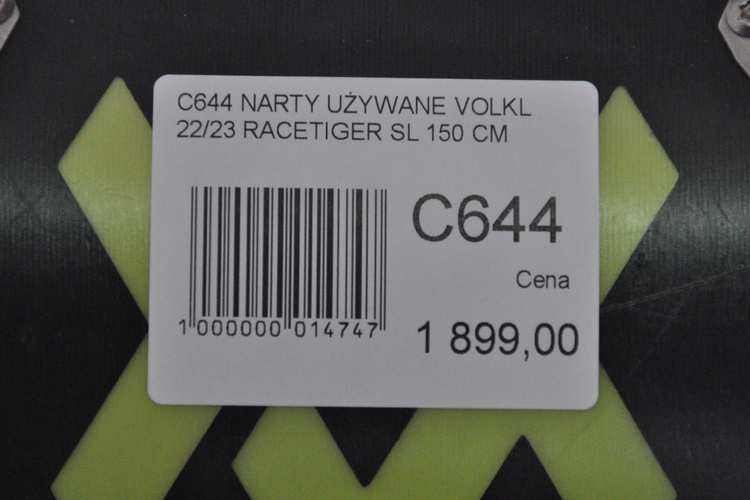 C644 NARTY UŻYWANE VOLKL
22/23 RACETIGER SL 150 CM
C644
Cena
1 899,00
1 000000 014747